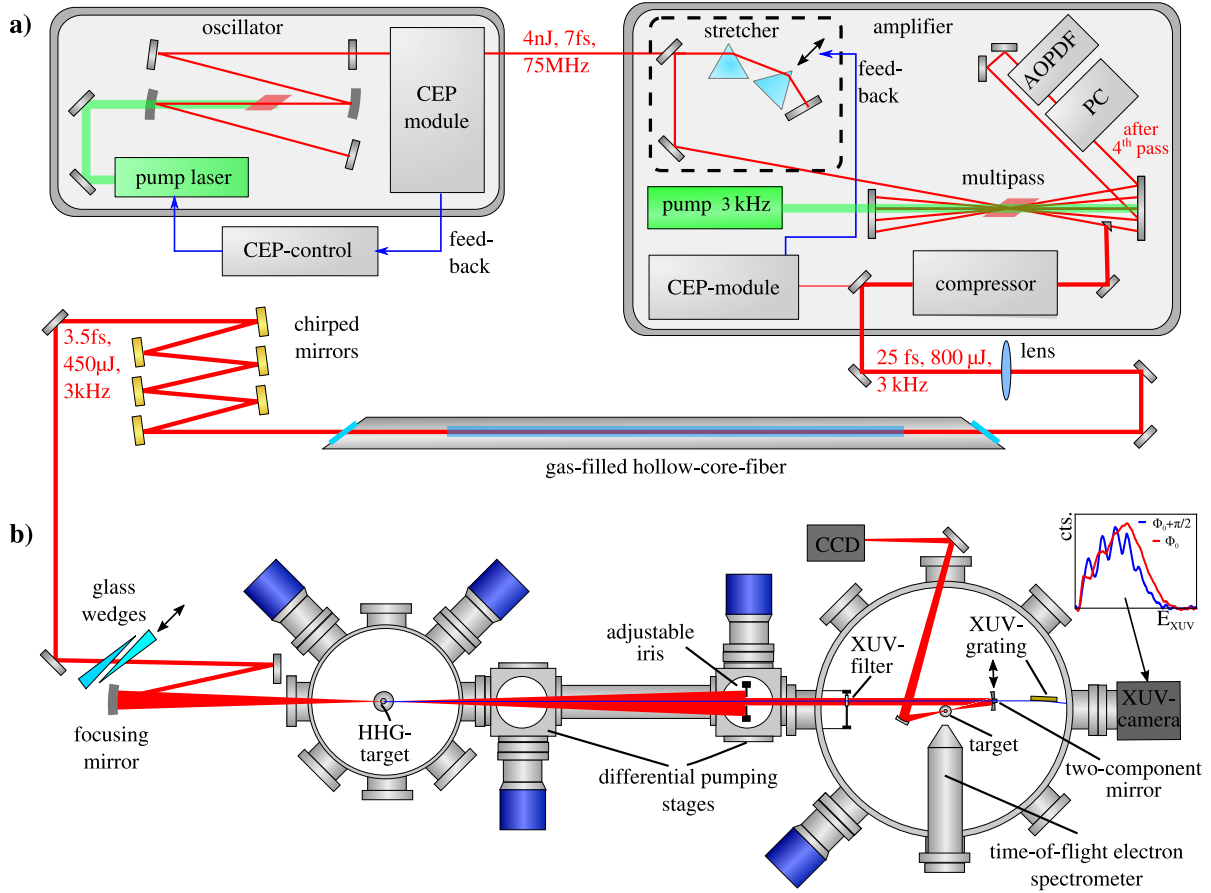 a)
oscillator
CEP
module
pump laser
CEP-control
feed-
back
4nJ, 7fs,
75MHz
stretcher
amplifier
feed-
back
AOPDF
PC
after
4th pass
multipass
pump 3 kHz
CEP-module
compressor
25 fs, 800 µJ,
3 kHz
lens
3.5fs,
450µJ,
3kHz
chirped
mirrors
gas-filled hollow-core-fiber
b)
glass
wedges
focusing
mirror
HHG-
target
adjustable
iris
differential pumping
stages
CCD
XUV-
filter
XUV-
grating
target
two-component
mirror
time-of-flight electron
spectrometer
cts.
Φ0+π/2
Φ0
EXUV
XUV-
camera